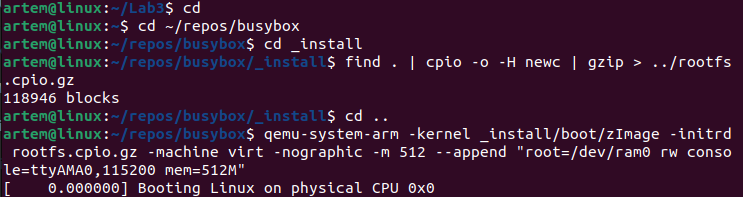 artem@linux:~/Lab3$ cd
artem@linux:~$ cd ~/repos/busybox
artem@linux:~/repos/busybox$ cd _install
artem@linux:~/repos/busybox/_install$ find . | cpio -o -H newc | gzip > ../rootfs
.cpio.gz
118946 blocks
artem@linux:~/repos/busybox/_install$ cd ..
artem@linux:~/repos/busybox$ qemu-system-arm -kernel _install/boot/zImage -initrd
 rootfs.cpio.gz -machine virt -nographic -m 512 --append "root=/dev/ram0 rw conso
le=ttyAMA0,115200 mem=512M"
[    0.000000] Booting Linux on physical CPU 0x0